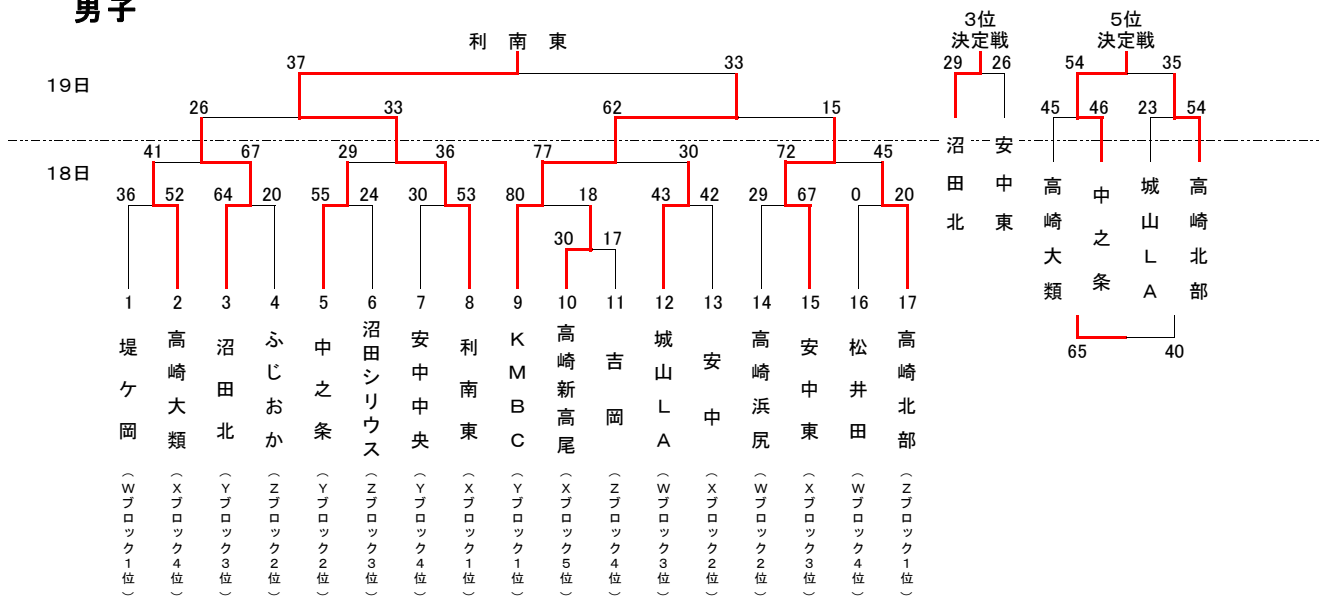 男子
利南東
3位
決定戦
5位
決定戦
37 33
29 26
54 35
19日
26 33 62 15
45 46 23 54
18日
41 67 29 36 77 30 72 45
36 52 64 20 55 24 30 53 80 18 43 42 29 67 0 20
30 17
沼田北
安中東
高崎大類
中之条
城山LA
高崎北部
65 40
1 2 3 4 5 6 7 8 9 10 11 12 13 14 15 16 17
堤ケ岡
(Wブロック1位)
高崎大類
(Xブロック4位)
沼田北
(Yブロック3位)
ふじおか
(Zブロック2位)
中之条
(Yブロック2位)
沼田シリウス
(Zブロック3位)
安中中央
(Yブロック4位)
利南東
(Xブロック1位)
KMBC
(Yブロック1位)
高崎新高尾
(Xブロック5位)
吉岡
(Zブロック4位)
城山LA
(Wブロック3位)
安中
(Xブロック2位)
高崎浜尻
(Wブロック2位)
安中東
(Xブロック3位)
松井田
(Wブロック4位)
高崎北部
(Zブロック1位)